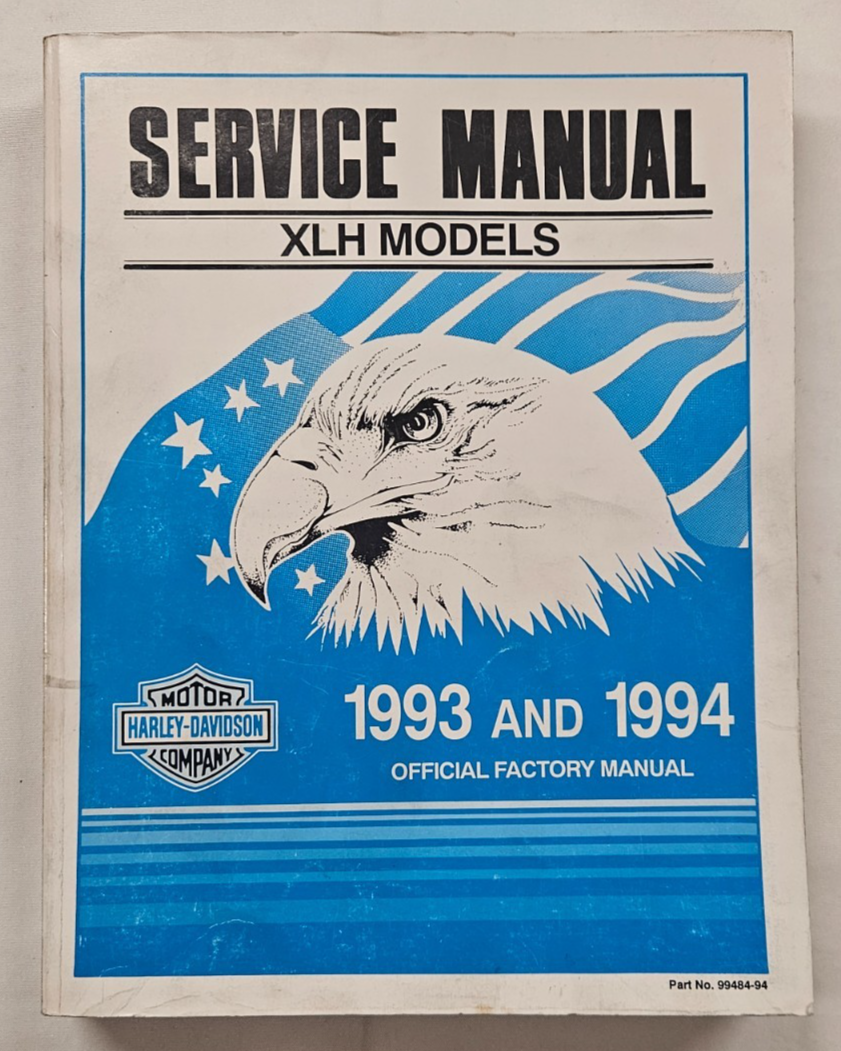 SERVICE MANUAL
XLH MODELS
MOTOR
HARLEY-DAVIDSON
COMPANY
1993 AND 1994
OFFICIAL FACTORY MANUAL
Part No. 99484-94